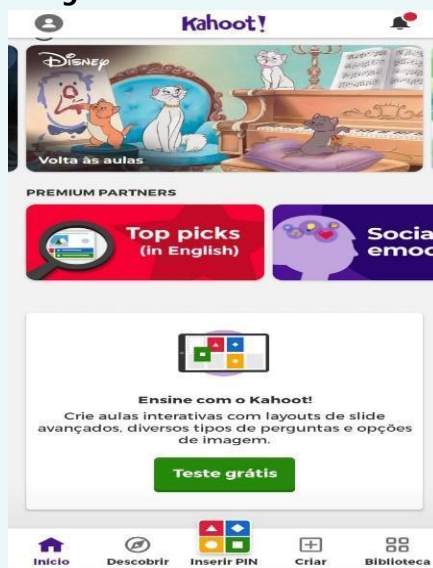 Kahoot!
Disney
Volta às aulas
PREMIUM PARTNERS
Top picks
(in English)
Socia
emoc
Ensine com o Kahoot!
Crie aulas interativas com layouts de slide
avançados, diversos tipos de perguntas e opções
de imagem.
Teste grátis
Início
Descobrir
Inserir PIN
Criar
Biblioteca